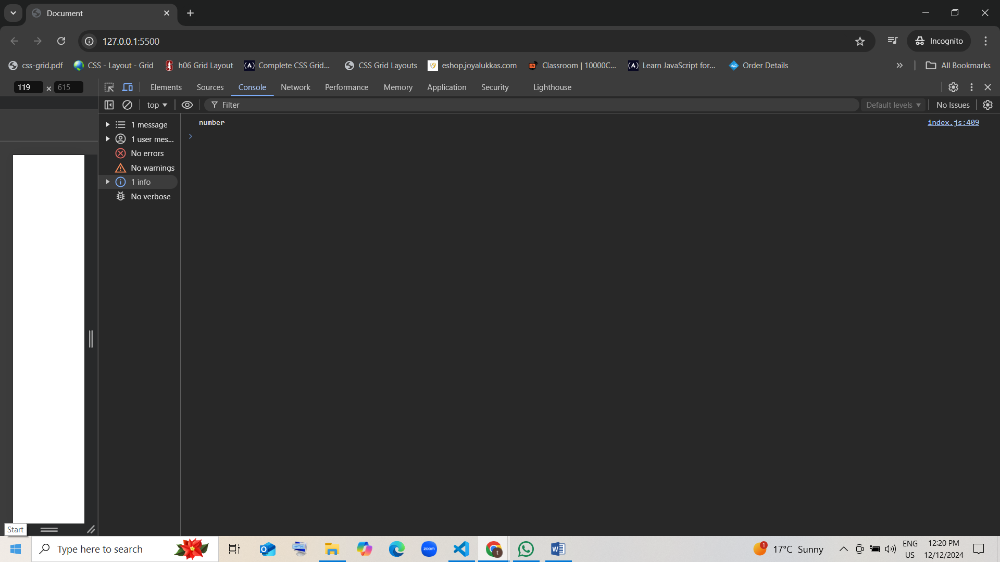 Document
127.0.0.1:5500
Incognito
css-grid.pdf
CSS - Layout - Grid
h06 Grid Layout
Complete CSS Grid...
CSS Grid Layouts
eshop.joyalukkas.com
Classroom | 10000C...
Learn JavaScript for...
Order Details
All Bookmarks
119 × 615
Elements Sources Console Network Performance Memory Application Security Lighthouse
top
Filter
Default levels
No Issues
1 message
1 user mes...
No errors
No warnings
1 info
No verbose
number
index.js:409
Start
Type here to search
zoom
1
17°C Sunny
ENG
US
12:20 PM
12/12/2024